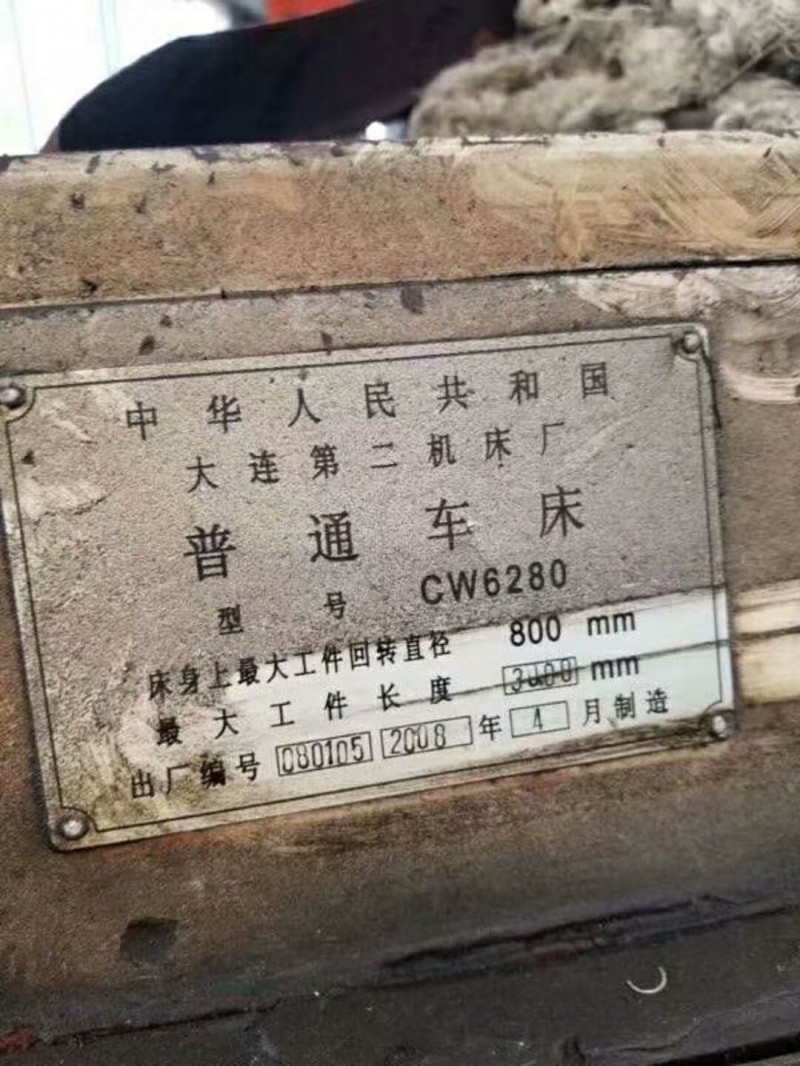 中华人民共和国
大连第二机床厂
普通车床
型号 CW6280
床身上最大工件回转直径 800 mm
最大工件长度 3000 mm
出厂编号 080105 2008 年 4 月制造